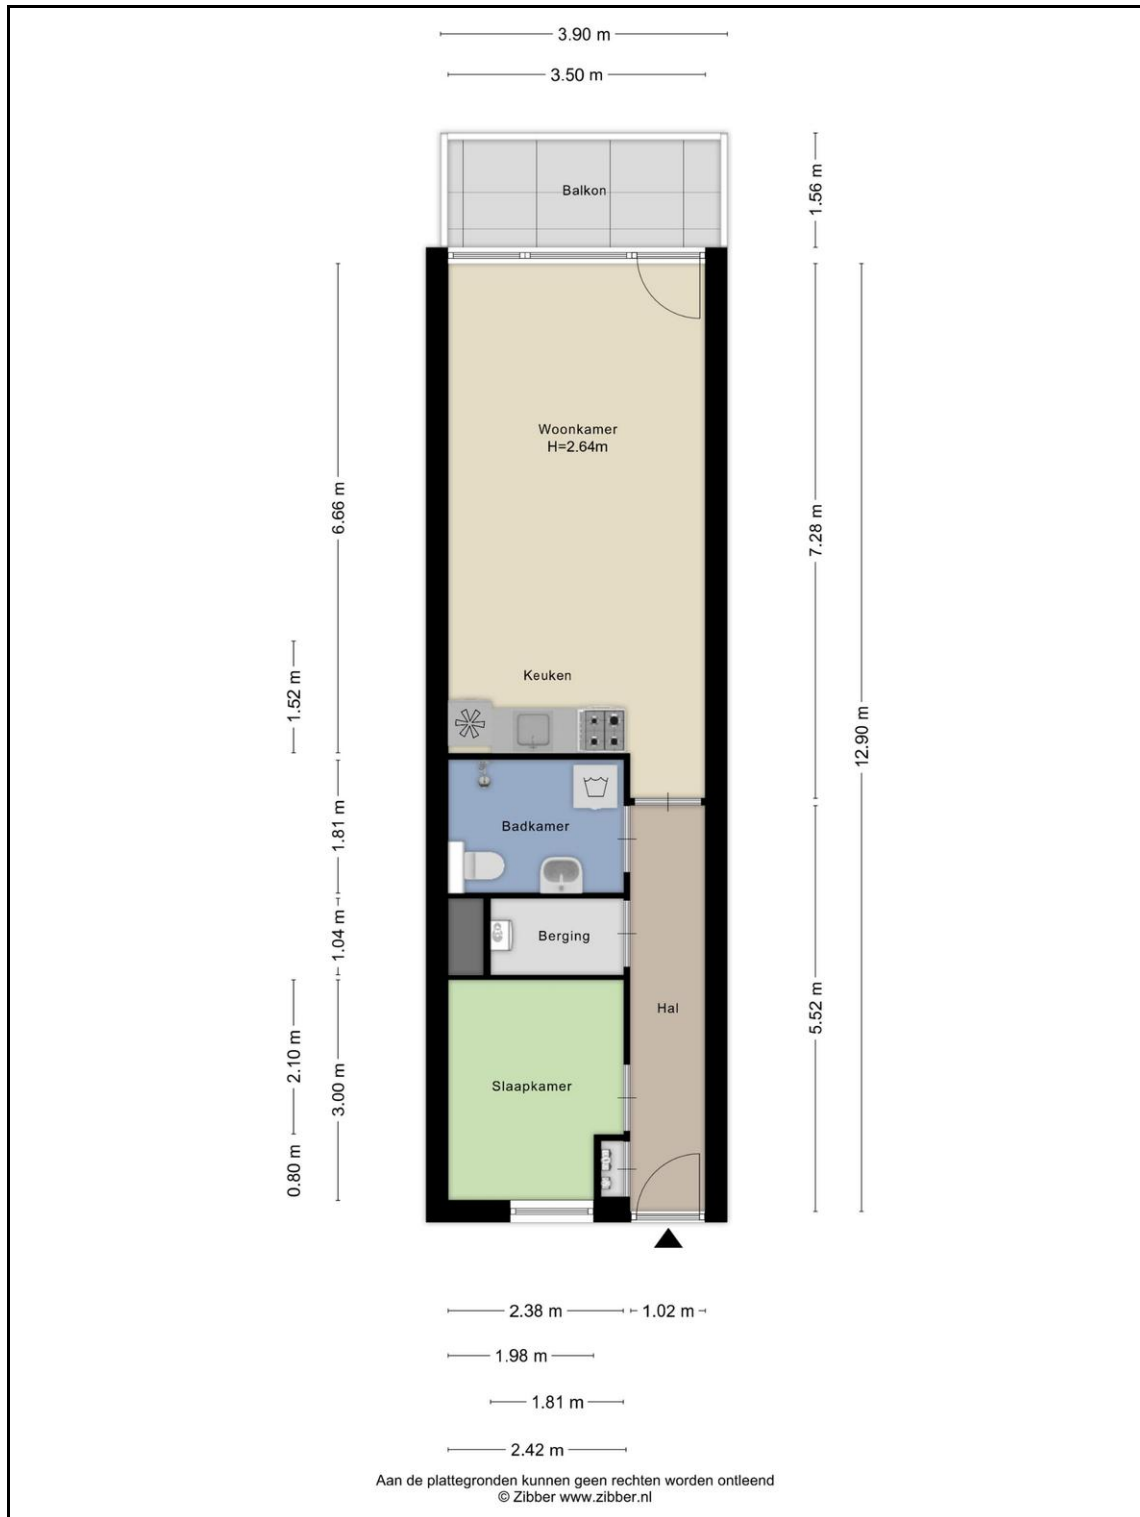 3.90 m
3.50 m
Balkon
1.56 m
Woonkamer
H=2.64m
6.66 m
7.28 m
Keuken
1.52 m
12.90 m
Badkamer
1.81 m
Berging
1.04 m
Hal
5.52 m
2.10 m
Slaapkamer
3.00 m
0.80 m
2.38 m
1.02 m
1.98 m
1.81 m
2.42 m
Aan de plattegronden kunnen geen rechten worden ontleend
© Zibber www.zibber.nl